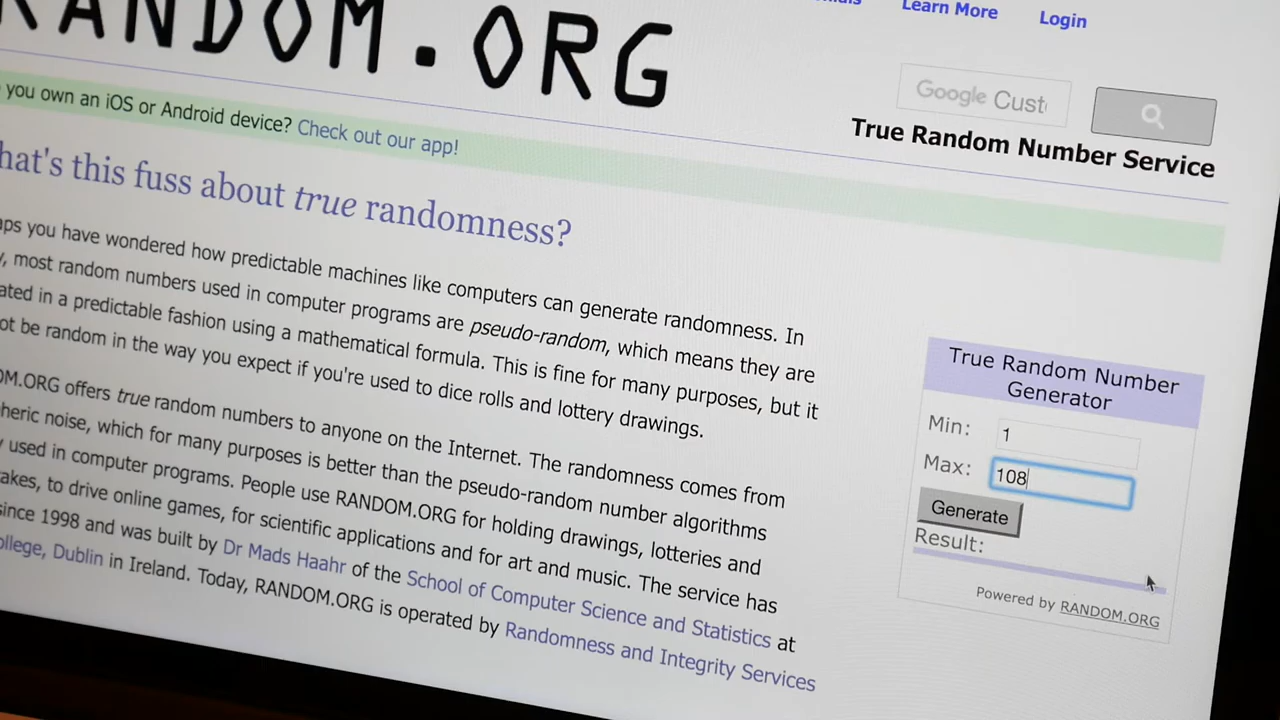 Learn More Login
RANDOM.ORG
you own an iOS or Android device? Check out our app!
True Random Number Service
hat's this fuss about true randomness?
aps you have wondered how predictable machines like computers can generate randomness. In
y, most random numbers used in computer programs are pseudo-random, which means they are
ated in a predictable fashion using a mathematical formula. This is fine for many purposes, but it
ot be random in the way you expect if you're used to dice rolls and lottery drawings.
OM.ORG offers true random numbers to anyone on the Internet. The randomness comes from
pheric noise, which for many purposes is better than the pseudo-random number algorithms
y used in computer programs. People use RANDOM.ORG for holding drawings, lotteries and
akes, to drive online games, for scientific applications and for art and music. The service has
since 1998 and was built by Dr Mads Haahr of the School of Computer Science and Statistics at
ollege, Dublin in Ireland. Today, RANDOM.ORG is operated by Randomness and Integrity Services
Google Cust
True Random Number
Generator
Min: 1
Max: 108
Generate
Result:
Powered by RANDOM.ORG